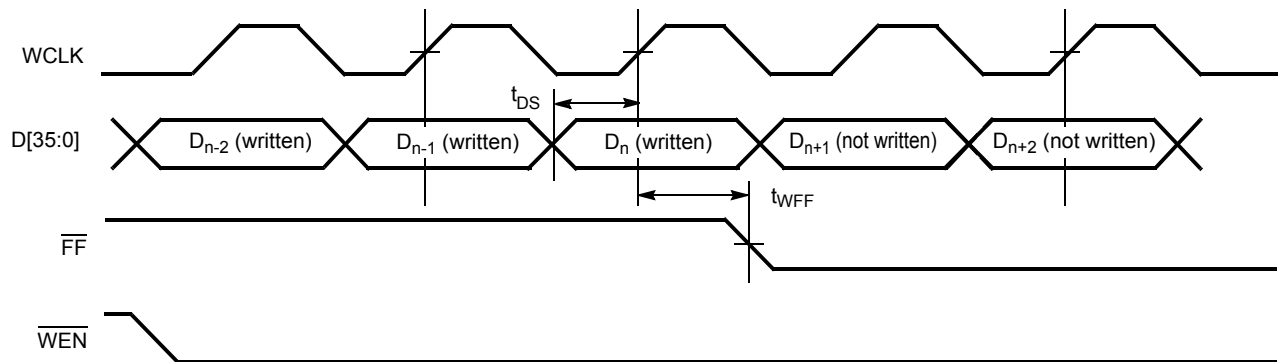 WCLK
tDS
D[35:0]
Dn-2 (written) Dn-1 (written) Dn (written) Dn+1 (not written) Dn+2 (not written)
tWFF
FF
WEN